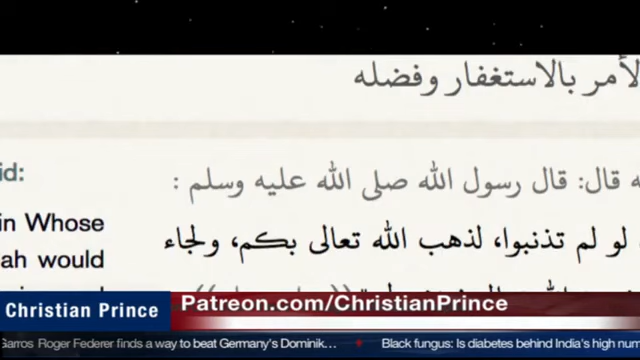 الأمر بالاستغفار وفضله
id:
ه قال: قال رسول الله صلى الله عليه وسلم :
in Whose
لو لم تذنبوا، لذهب الله تعالى بكم، ولجاء
ah would
Christian Prince
Patreon.com/ChristianPrince
Garros Roger Federer finds a way to beat Germany's Dominik...
Black fungus: Is diabetes behind India's high num